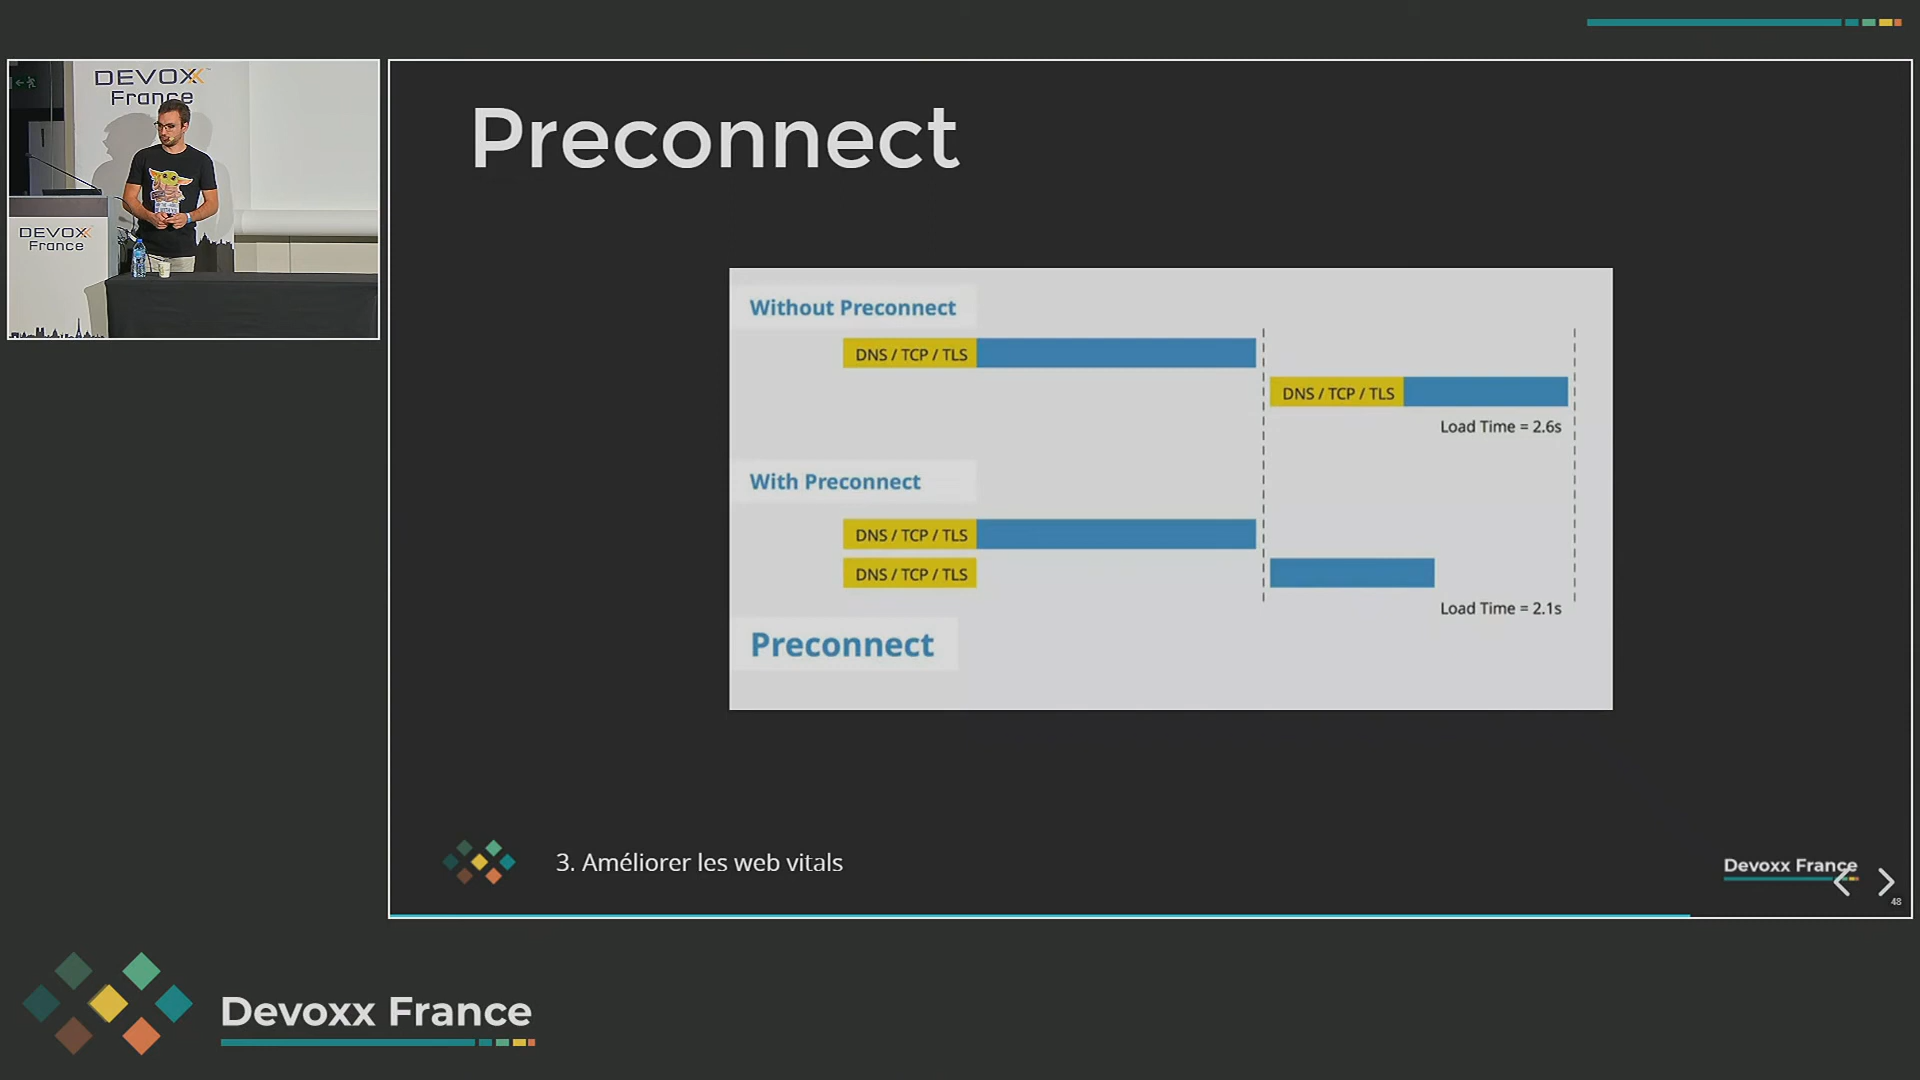 DEVOXX
France
DEVOXX
France
Preconnect
Without Preconnect
DNS / TCP / TLS
DNS / TCP / TLS
Load Time = 2.6s
With Preconnect
DNS / TCP / TLS
DNS / TCP / TLS
Load Time = 2.1s
Preconnect
3. Améliorer les web vitals
Devoxx France
48
Devoxx France